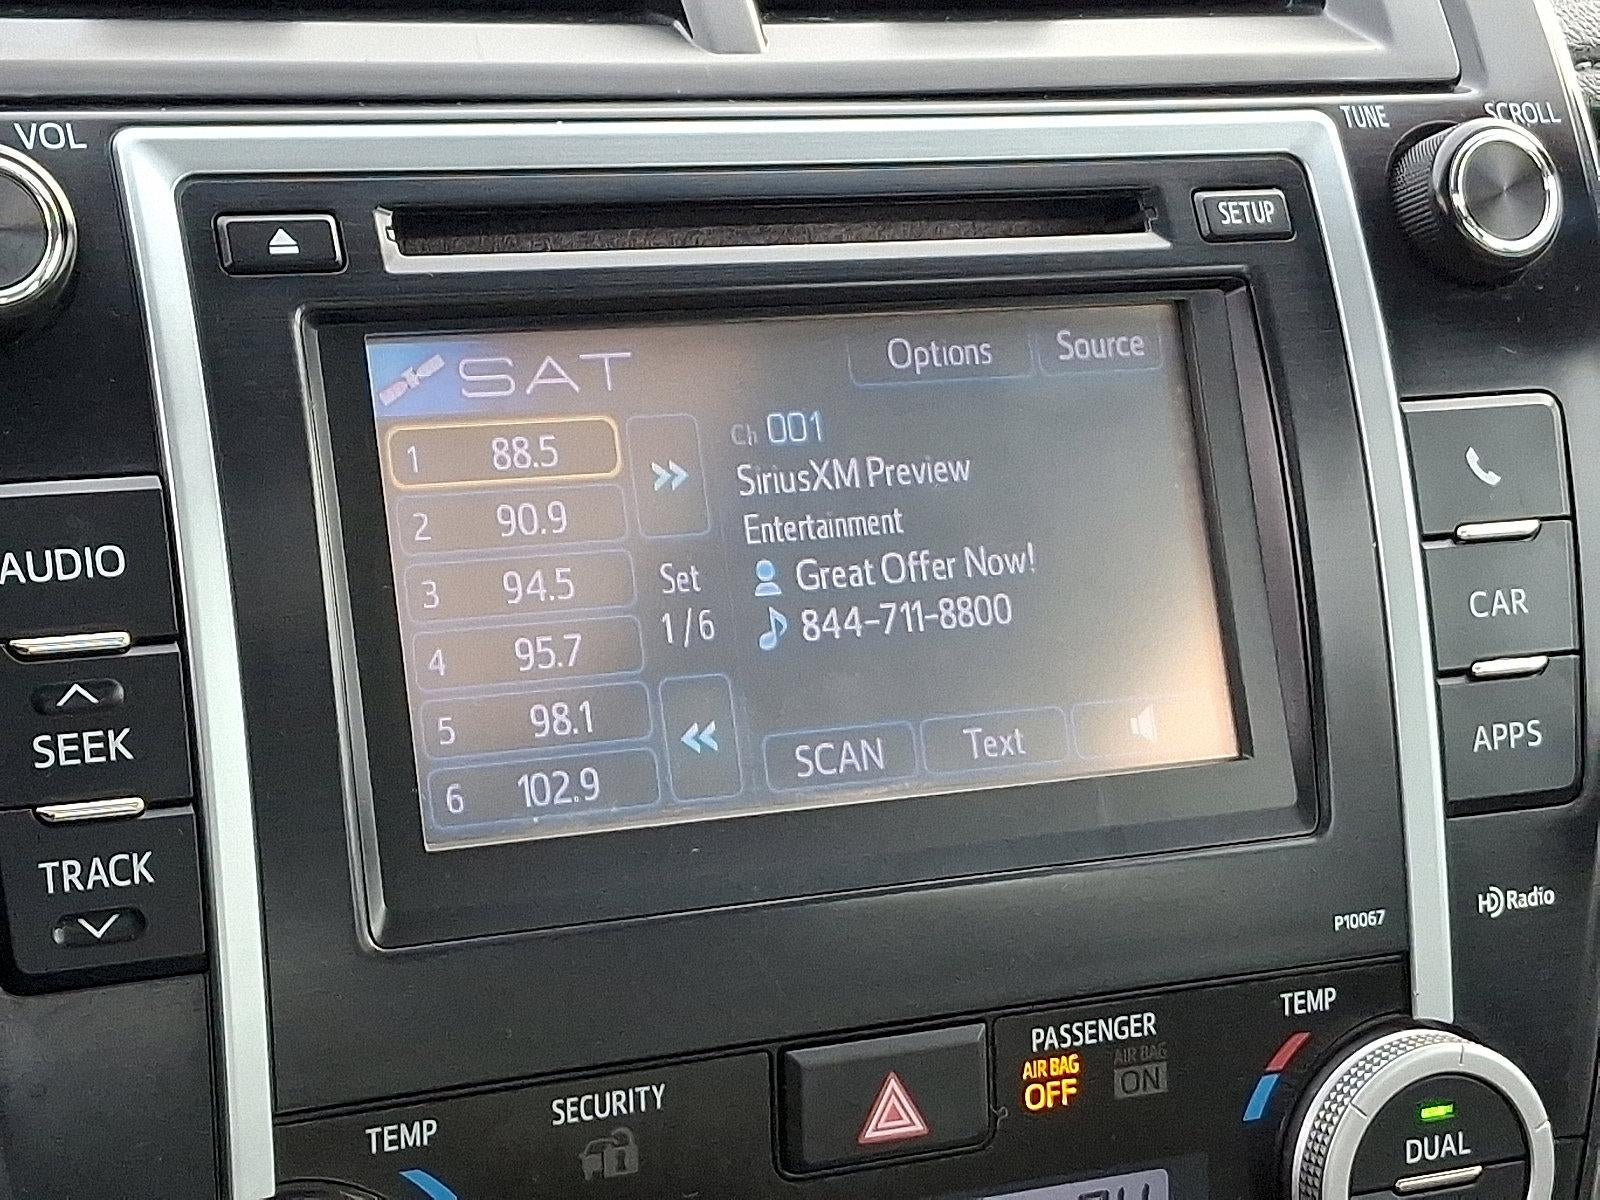 VOL
TUNE
SCROLL
SETUP
SAT
Options
Source
1 88.5
2 90.9
3 94.5
4 95.7
5 98.1
6 102.9
Set
1/6
Ch 001
SiriusXM Preview
Entertainment
Great Offer Now!
844-711-8800
SCAN
Text
AUDIO
SEEK
TRACK
CAR
APPS
HD Radio
P10067
TEMP
SECURITY
PASSENGER
AIR BAG
OFF
AIR BAG
ON
TEMP
DUAL